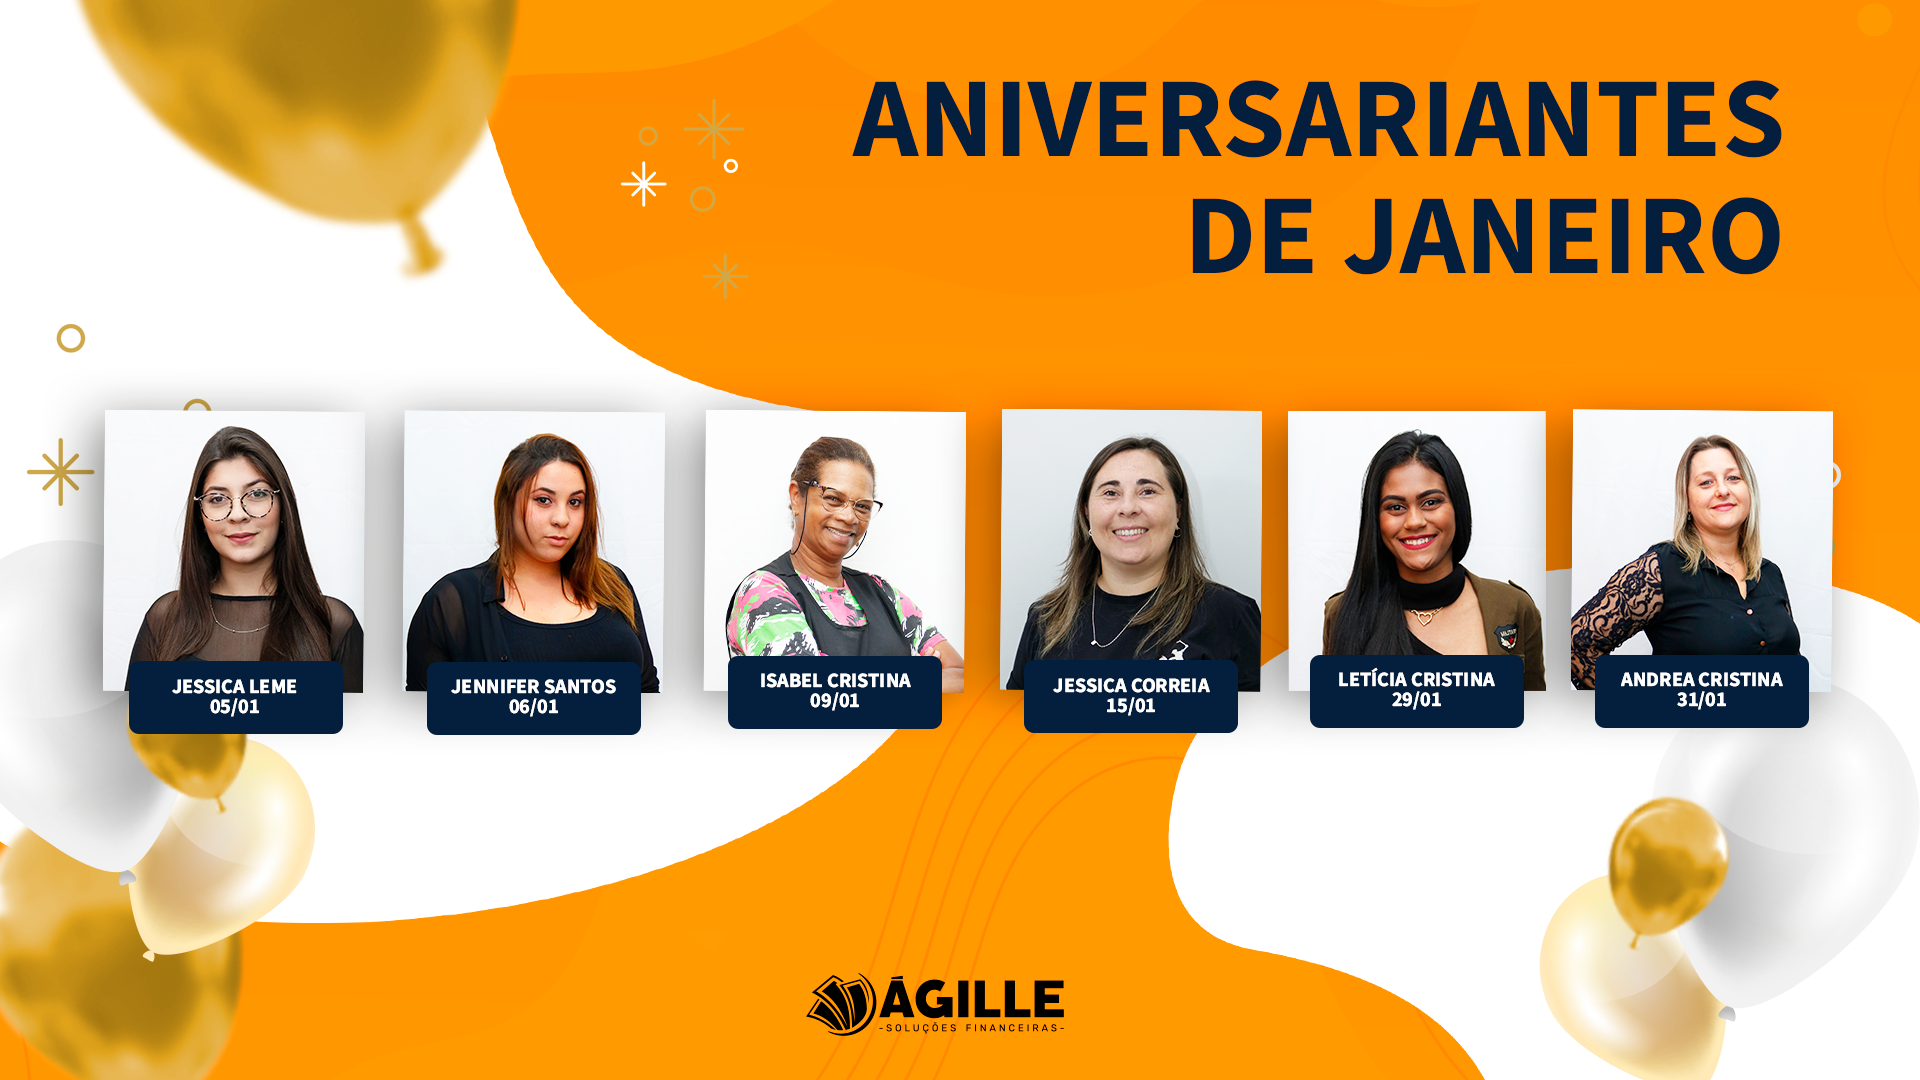 ANIVERSARIANTES
DE JANEIRO
JESSICA LEME
05/01
JENNIFER SANTOS
06/01
ISABEL CRISTINA
09/01
JESSICA CORREIA
15/01
LETÍCIA CRISTINA
29/01
ANDREA CRISTINA
31/01
ÁGILLE
-SOLUÇÕES FINANCEIRAS-